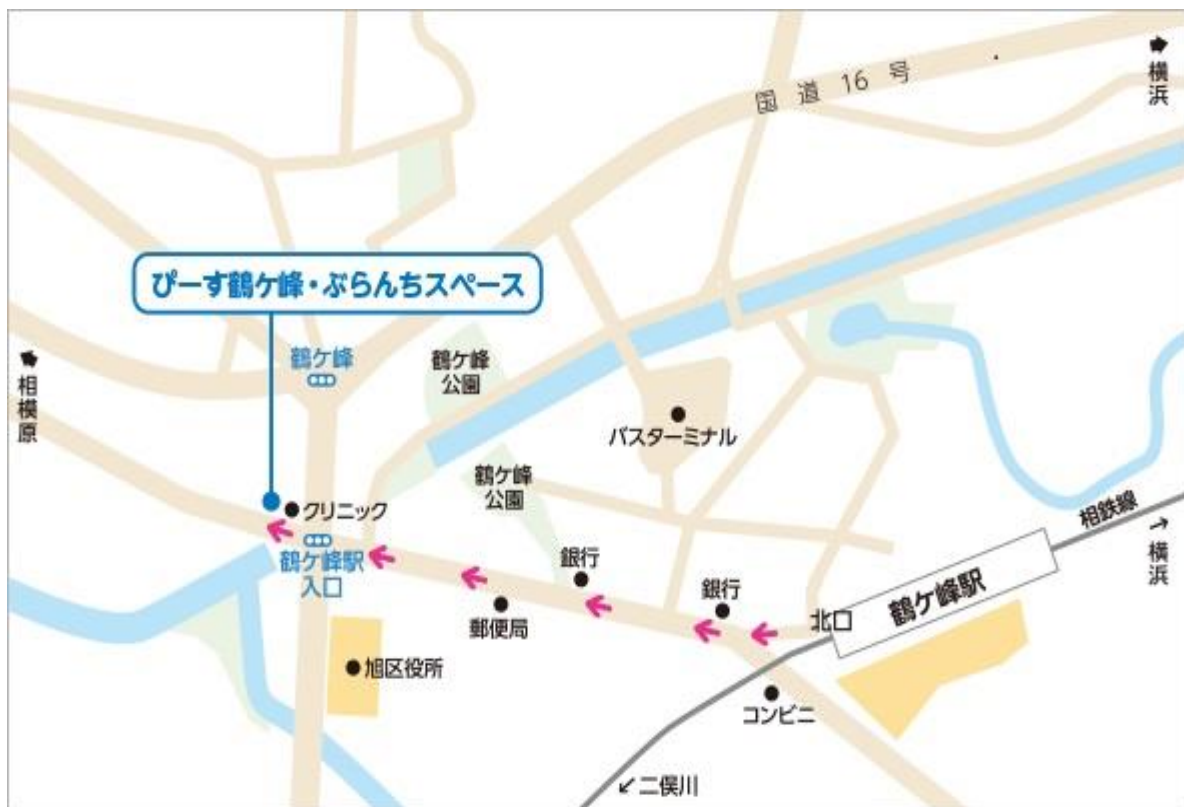 横浜
国道16号
ぴーす鶴ケ峰・ぶらんちスペース
鶴ケ峰
鶴ケ峰
公園
相模原
バスターミナル
鶴ケ峰
公園
クリニック
相鉄線
横浜
鶴ケ峰駅
入口
銀行
銀行
鶴ケ峰駅
北口
郵便局
旭区役所
コンビニ
二俣川